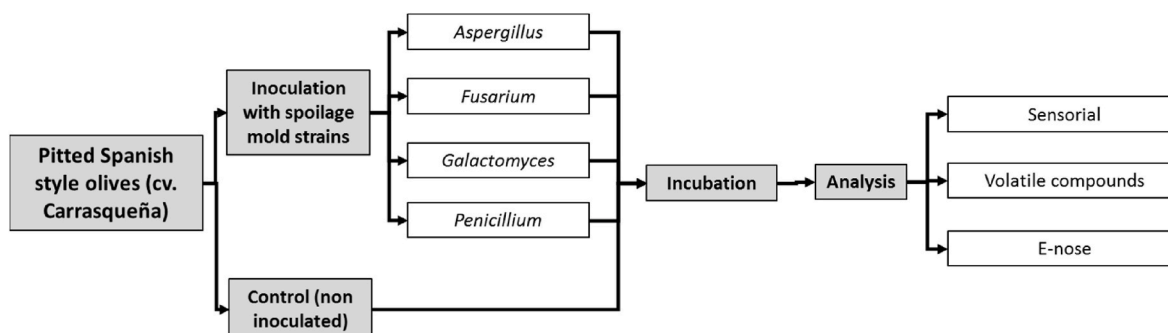 Pitted Spanish
style olives (cv.
Carrasqueña)
Inoculation
with spoilage
mold strains
Control (non
inoculated)
Aspergillus
Fusarium
Galactomyces
Penicillium
Incubation
Analysis
Sensorial
Volatile compounds
E-nose